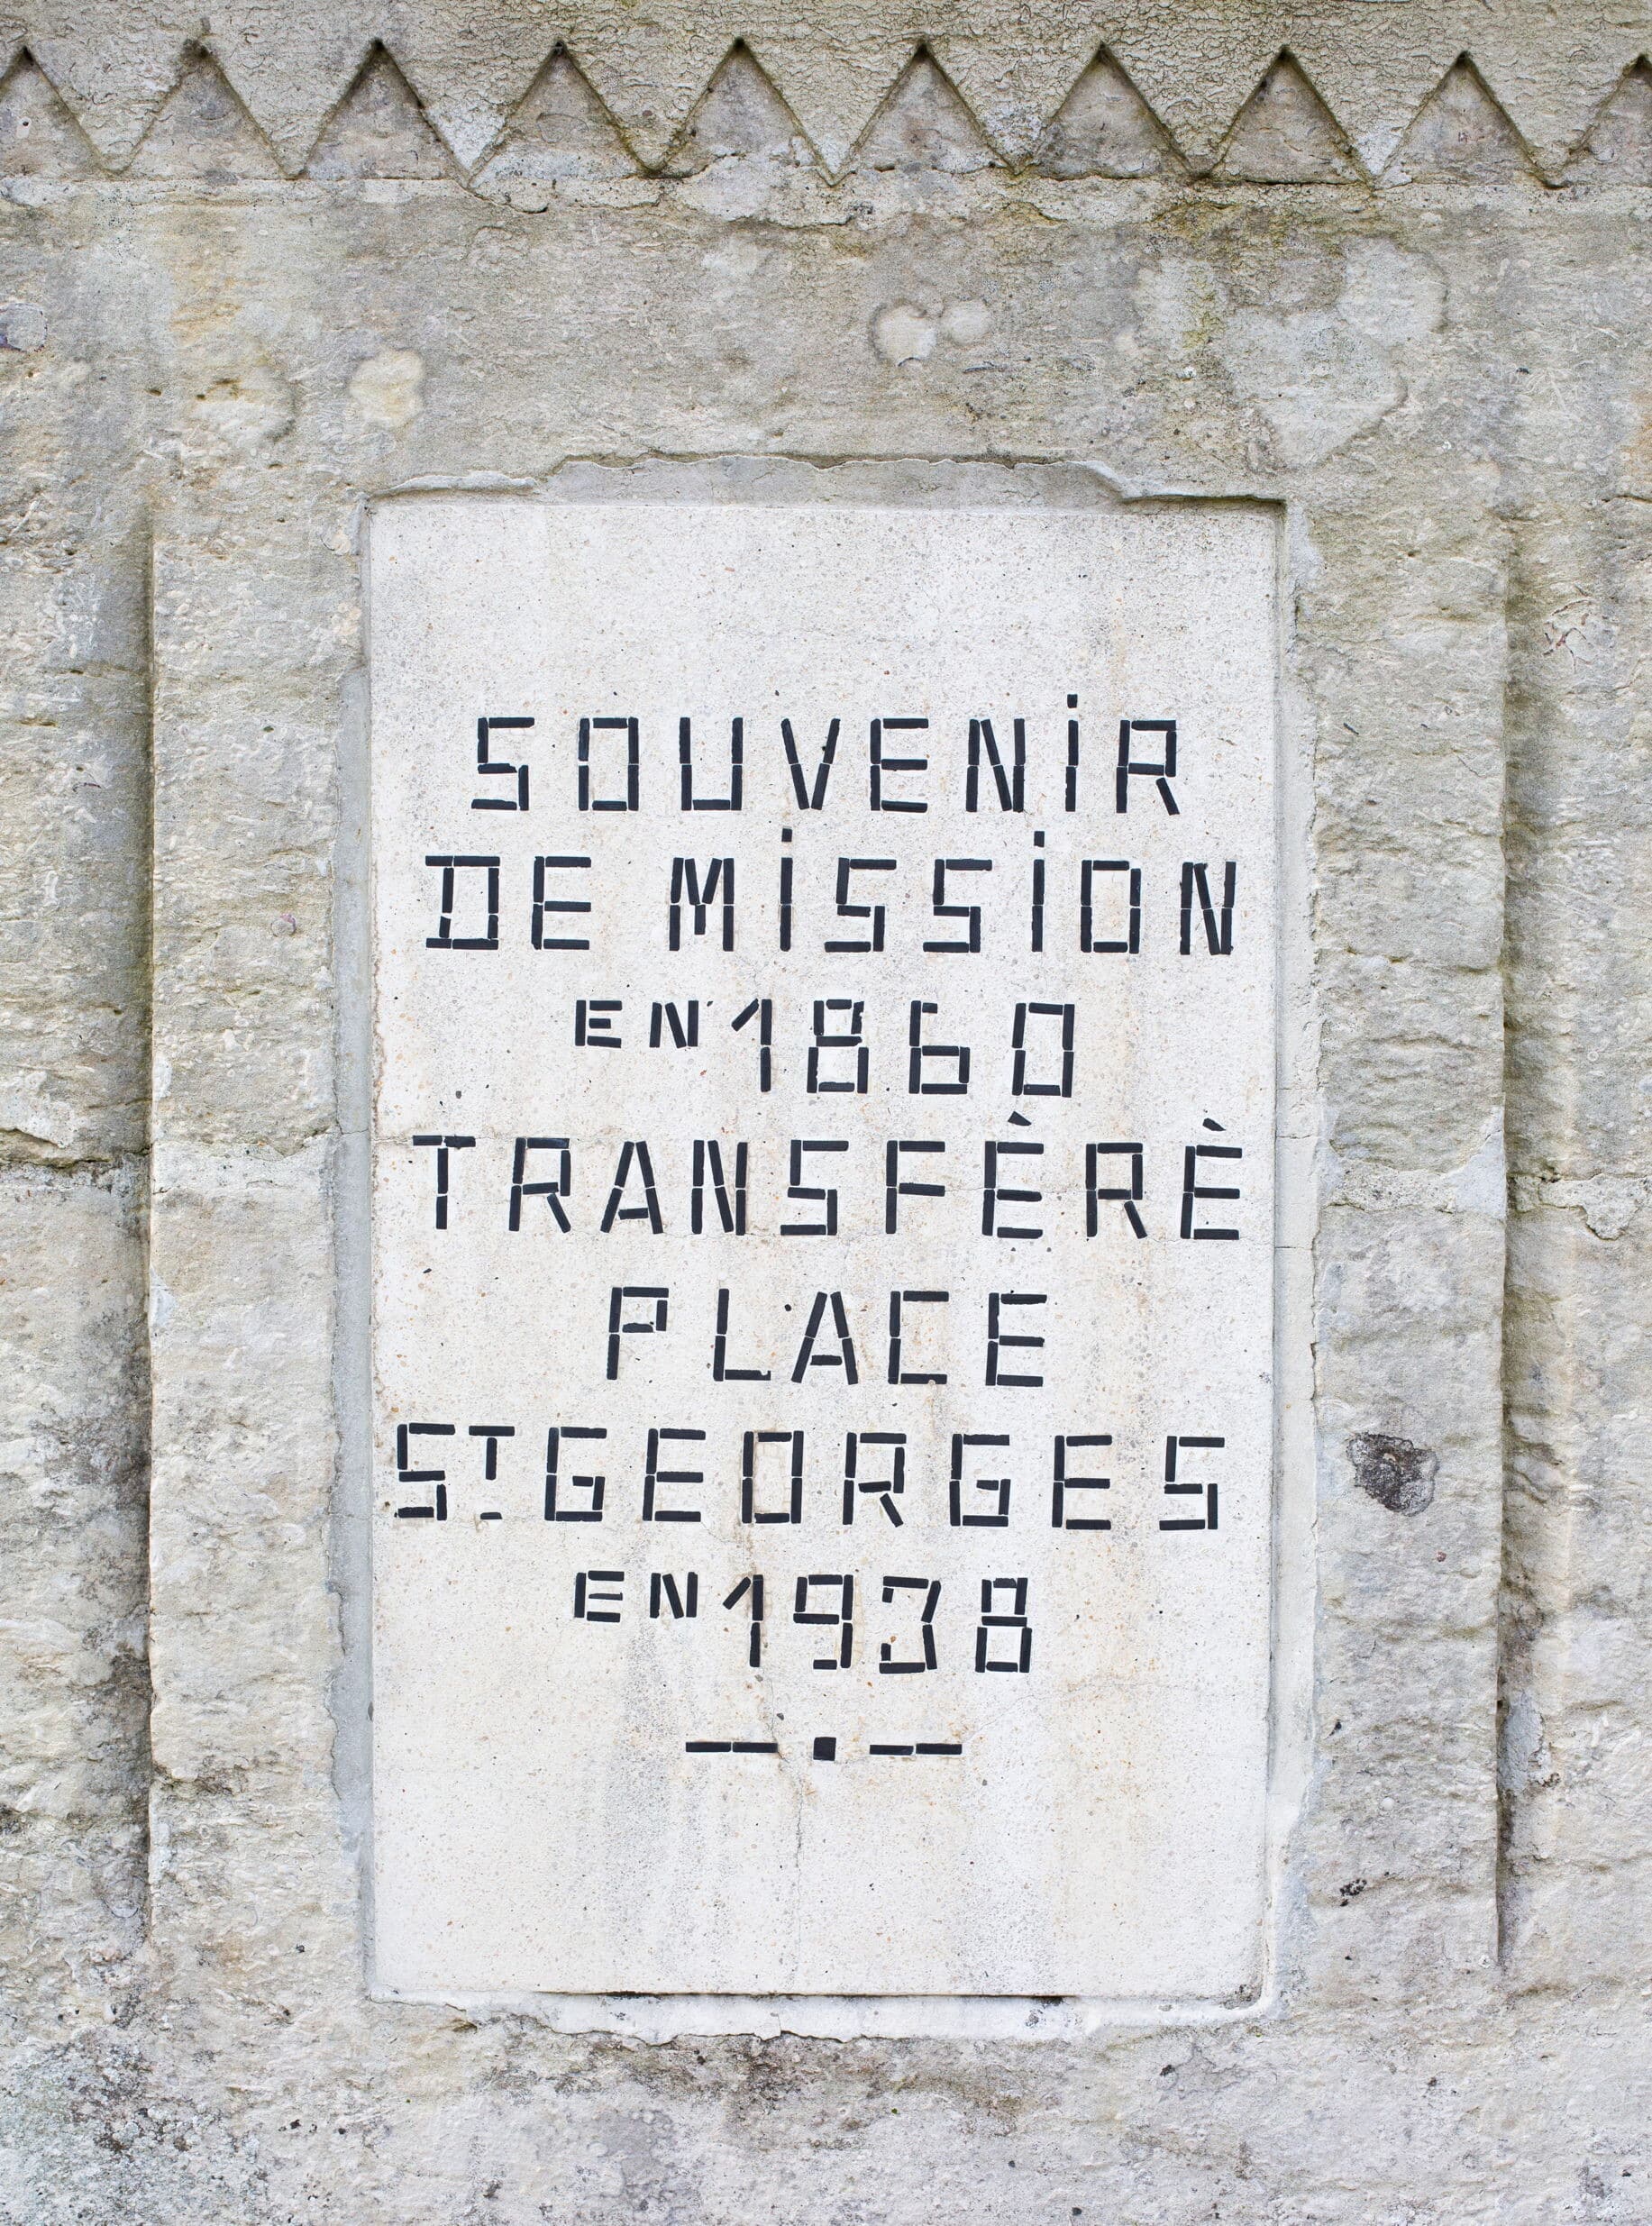 SOUVENiR
DE MiSSiON
EN 1860
TRANSFÈRÈ
PLACE
ST GEORGES
EN 1938